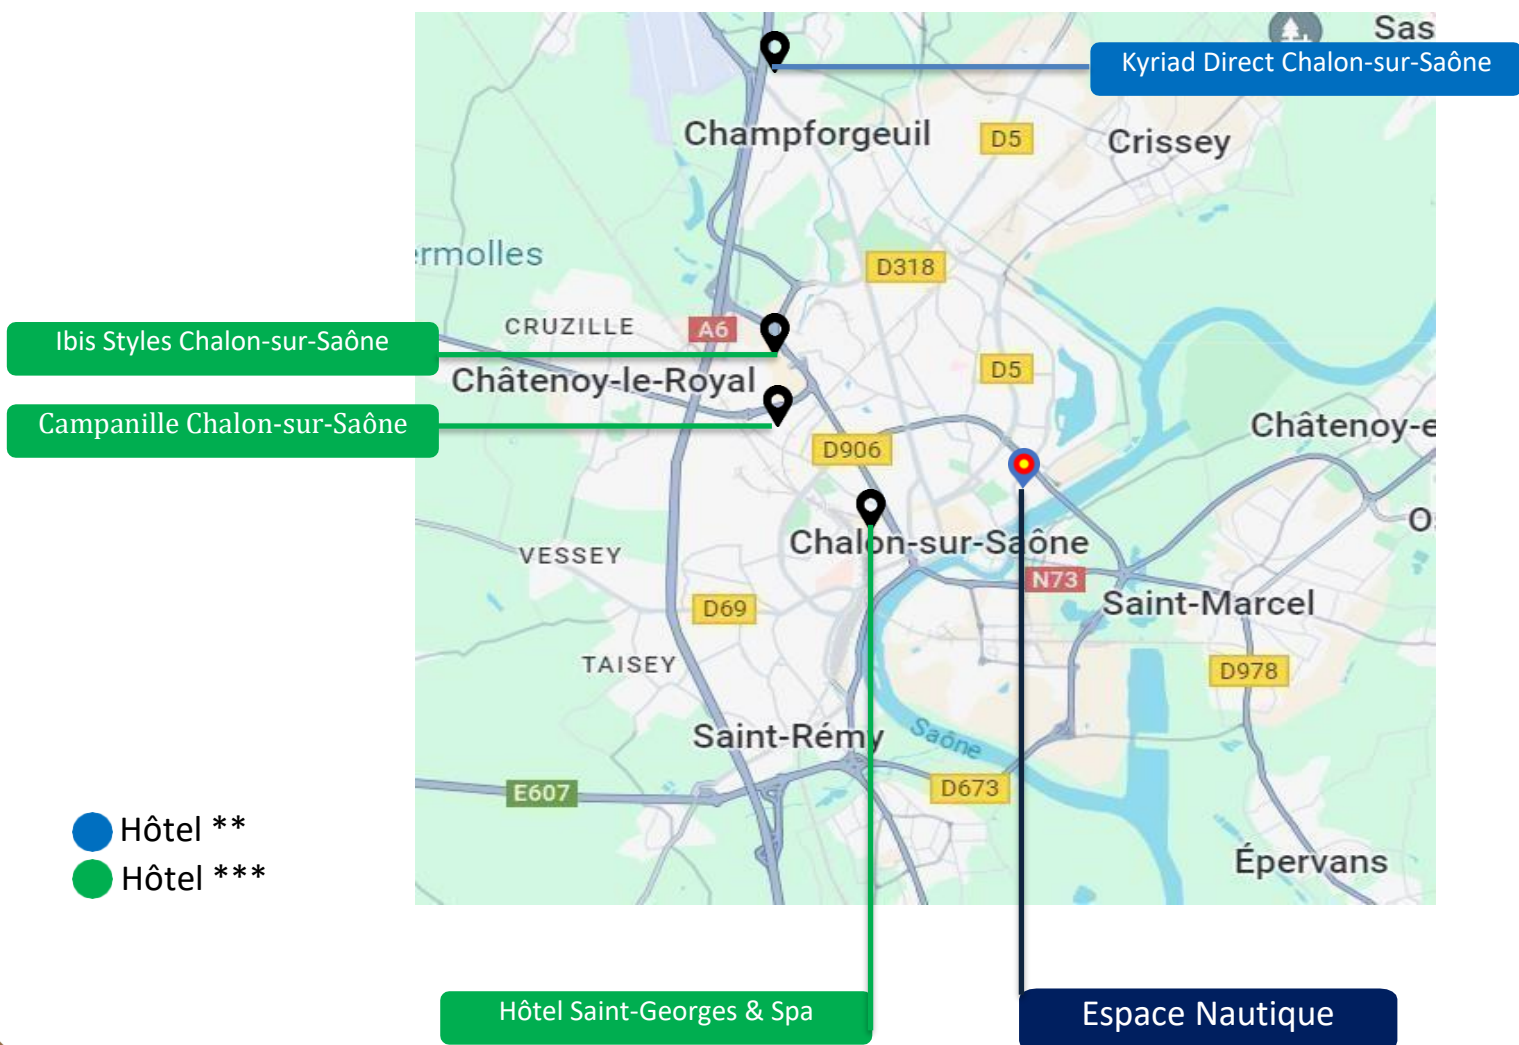 Sas
Kyriad Direct Chalon-sur-Saône
Champforgeuil
D5
Crissey
ermolles
D318
CRUZILLE
A6
Ibis Styles Chalon-sur-Saône
D5
Châtenoy-le-Royal
Campanille Chalon-sur-Saône
Châtenoy-e
D906
O
Chalon-sur-Saône
VESSEY
N73
D69
Saint-Marcel
TAISEY
D978
Saint-Rémy
Saône
E607
D673
Hôtel **
Hôtel ***
Épervans
Hôtel Saint-Georges & Spa
Espace Nautique